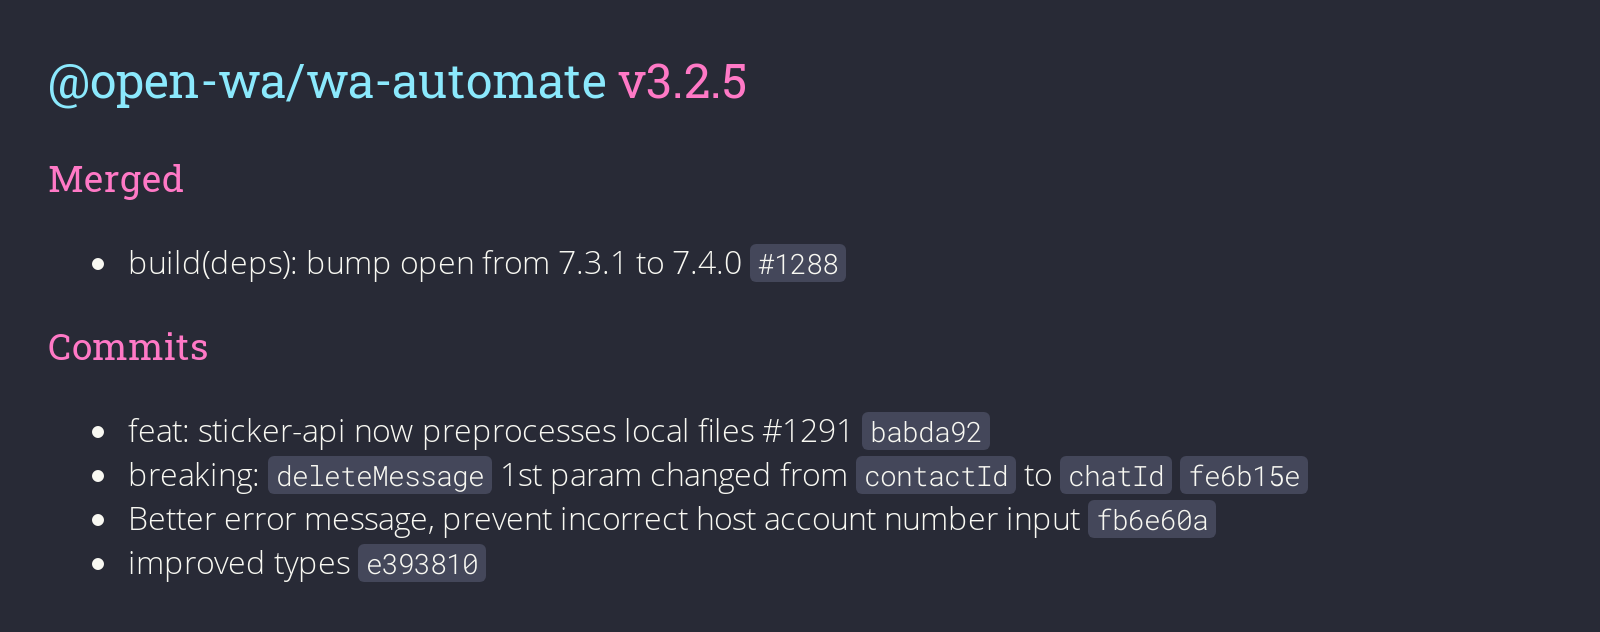 @open-wa/wa-automate v3.2.5
Merged
build(deps): bump open from 7.3.1 to 7.4.0 #1288
Commits
feat: sticker-api now preprocesses local files #1291 babda92
breaking: deleteMessage 1st param changed from contactId to chatId fe6b15e
Better error message, prevent incorrect host account number input fb6e60a
improved types e393810